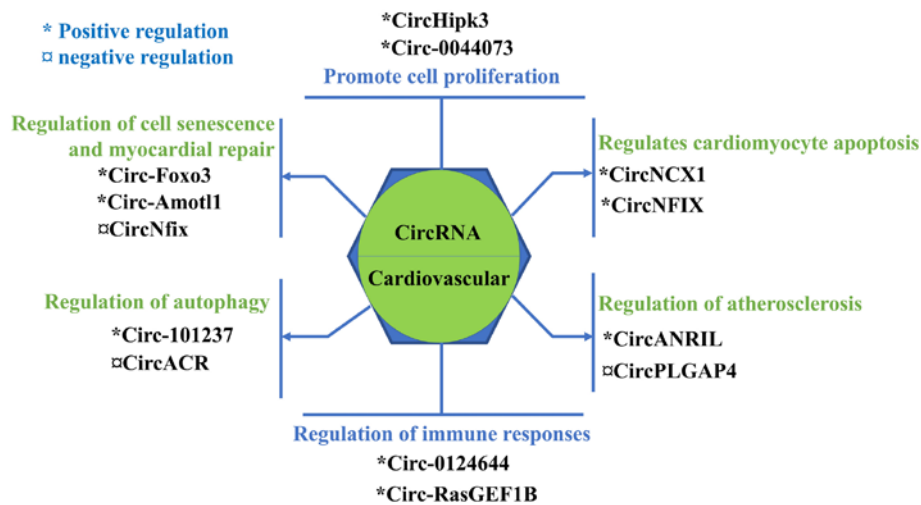 * Positive regulation
¤ negative regulation
*CircHipk3
*Circ-0044073
Promote cell proliferation
Regulation of cell senescence
and myocardial repair
*Circ-Foxo3
*Circ-Amotl1
¤CircNfix
Regulates cardiomyocyte apoptosis
*CircNCX1
*CircNFIX
CircRNA
Cardiovascular
Regulation of autophagy
*Circ-101237
¤CircACR
Regulation of atherosclerosis
*CircANRIL
¤CircPLGAP4
Regulation of immune responses
*Circ-0124644
*Circ-RasGEF1B